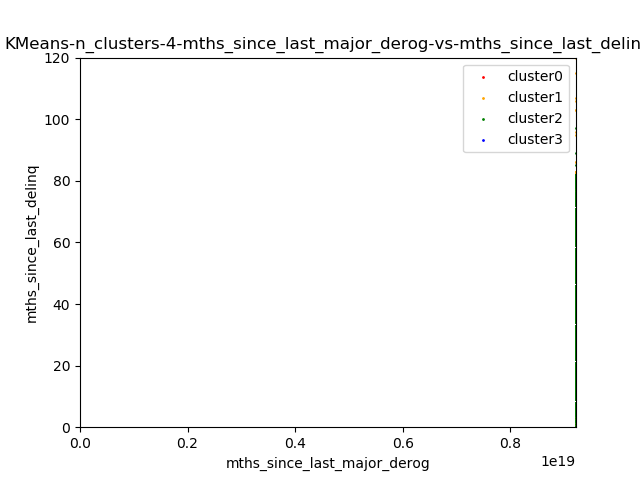 KMeans-n_clusters-4-mths_since_last_major_derog-vs-mths_since_last_delin
120
100
80
60
40
20
0
mths_since_last_delinq
cluster0
cluster1
cluster2
cluster3
0.0 0.2 0.4 0.6 0.8
1e19
mths_since_last_major_derog